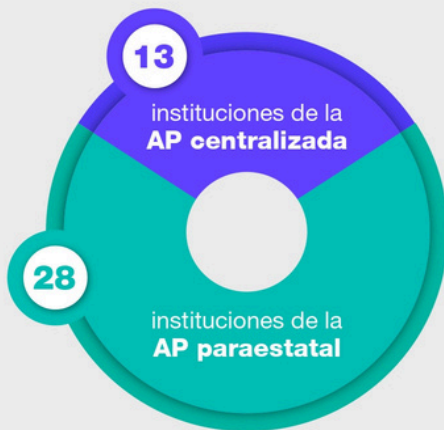 13
instituciones de la
AP centralizada
28
instituciones de la
AP paraestatal